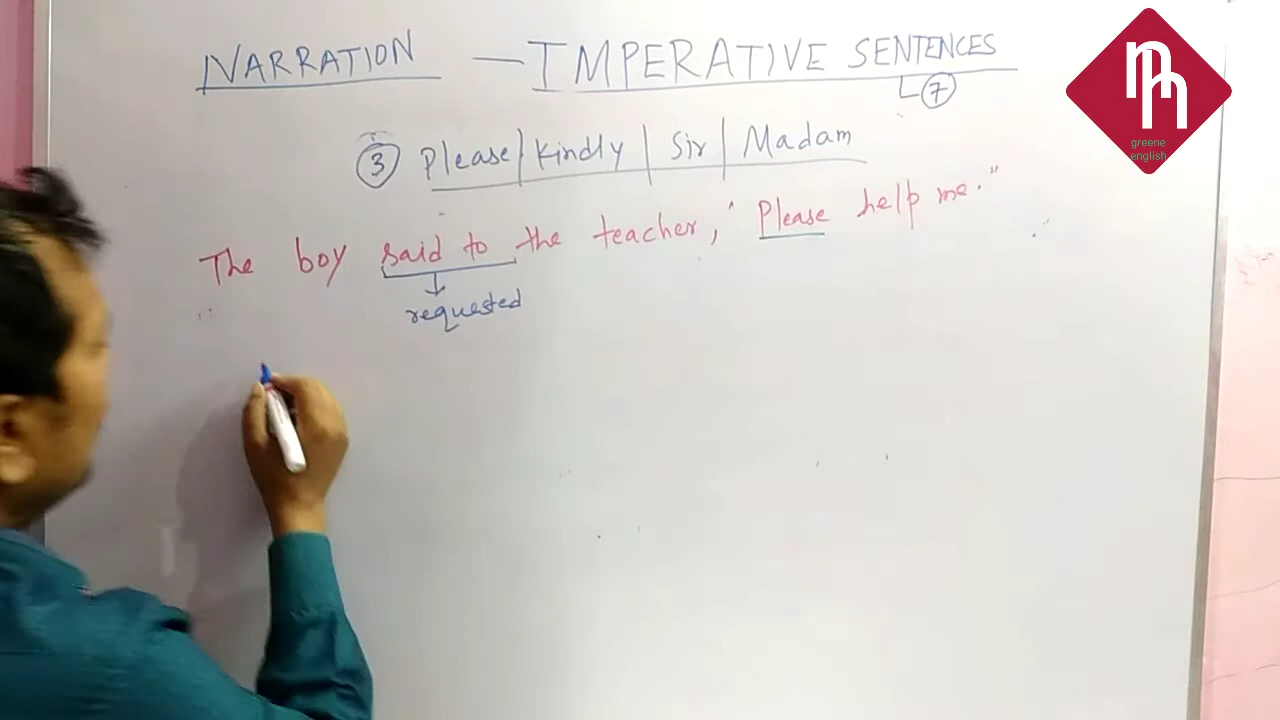 NARRATION — IMPERATIVE SENTENCES
L⑦
③ Please/Kindly/Sir/Madam
The boy said to the teacher, "Please help me."
requested
greene
english